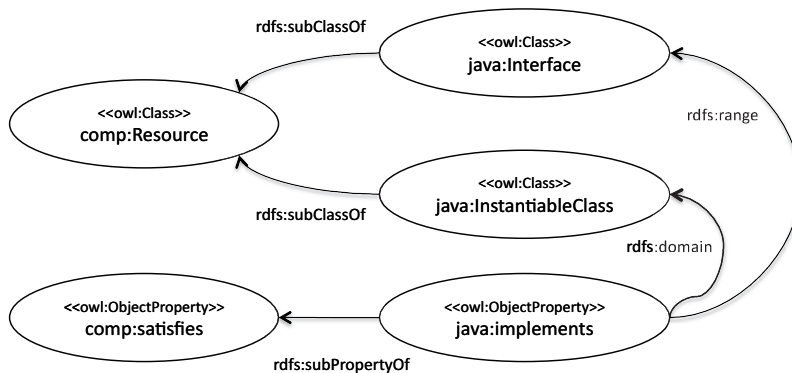 rdfs:subClassOf
<<owl:Class>>
java:Interface
<<owl:Class>>
comp:Resource
rdfs:range
<<owl:Class>>
java:InstantiableClass
rdfs:subClassOf
rdfs:domain
<<owl:ObjectProperty>>
comp:satisfies
<<owl:ObjectProperty>>
java:implements
rdfs:subPropertyOf